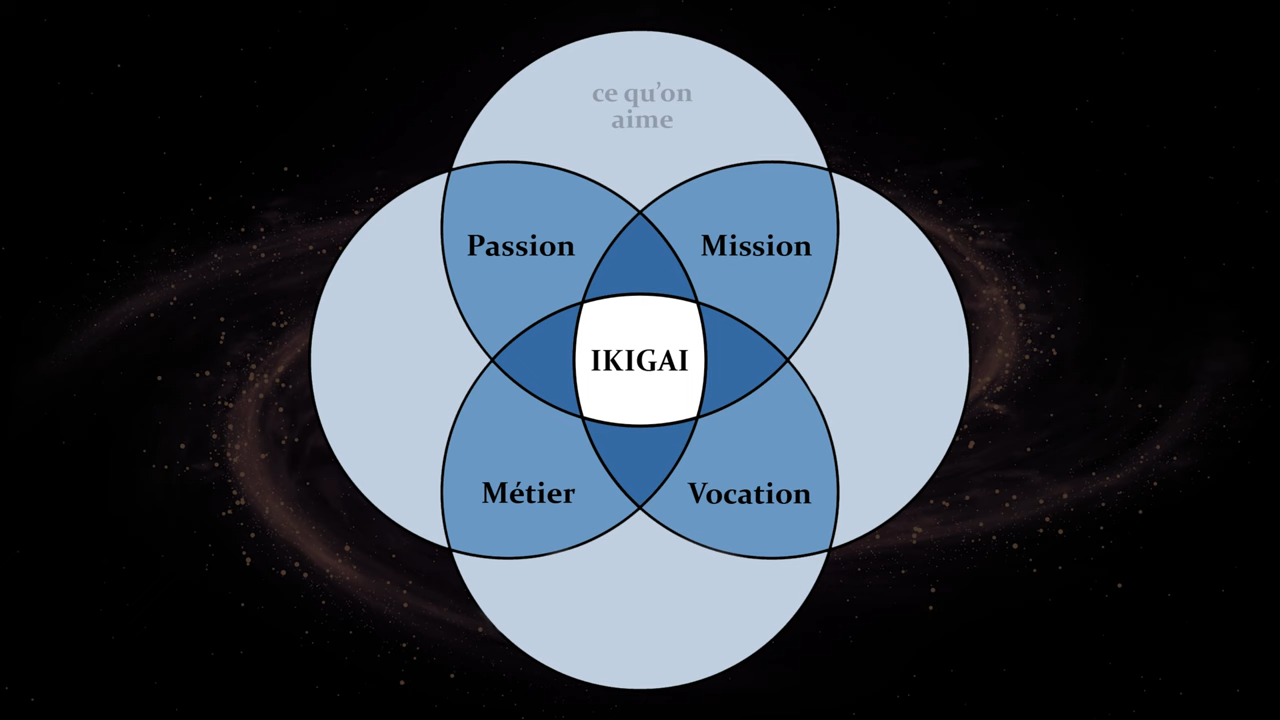 ce qu’on
aime
Passion
Mission
IKIGAI
Métier
Vocation